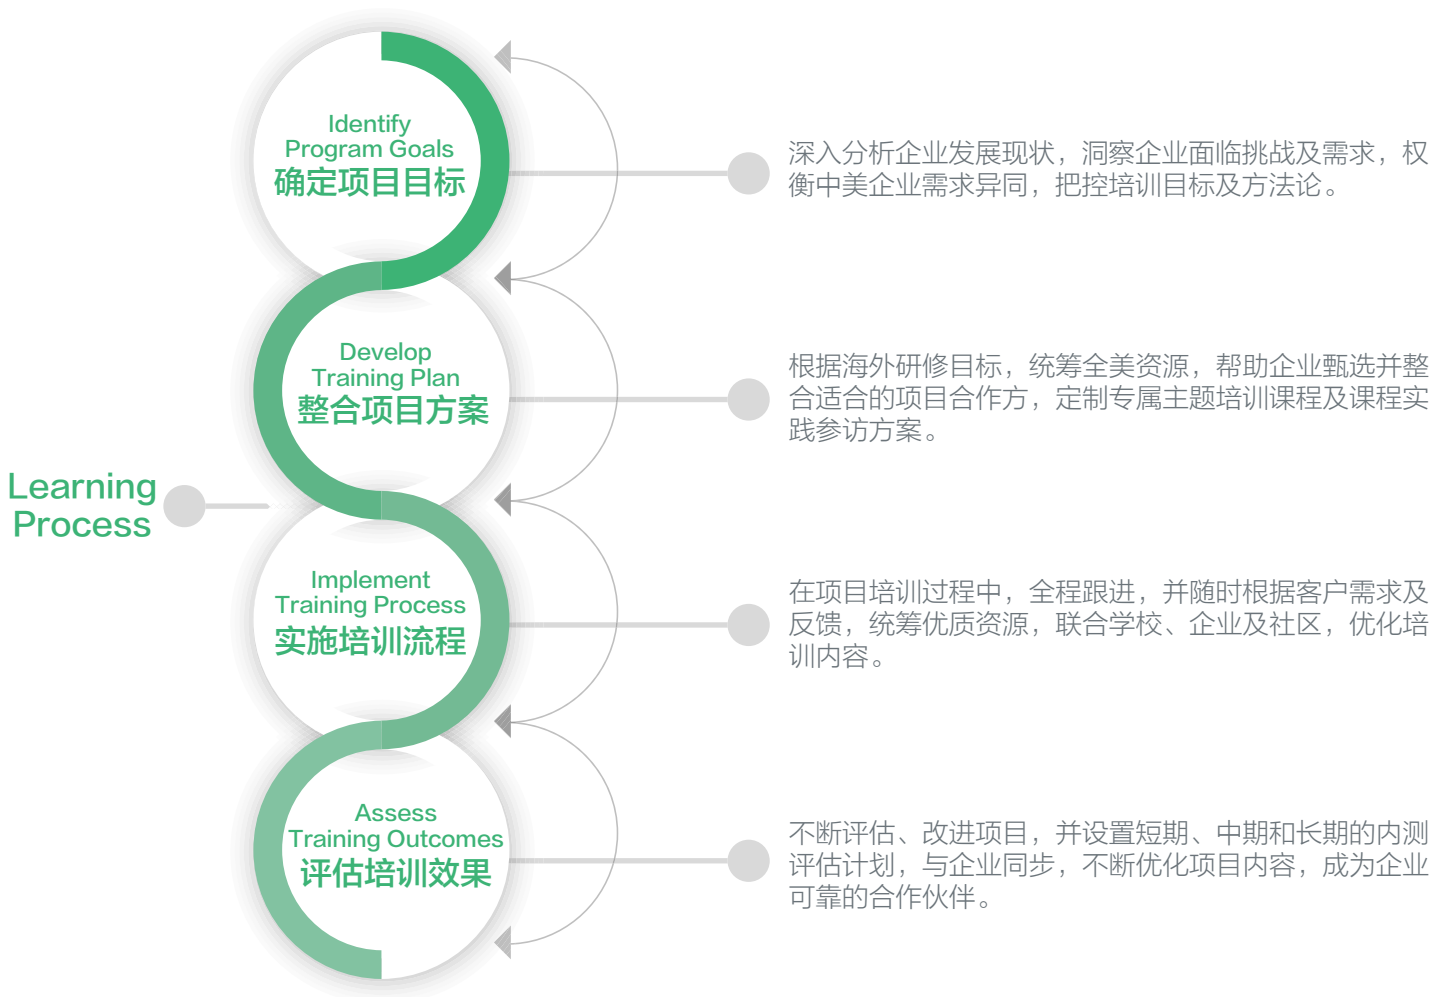 Learning
Process
Identify
Program Goals
确定项目目标
深入分析企业发展现状，洞察企业面临挑战及需求，权
衡中美企业需求异同，把控培训目标及方法论。
Develop
Training Plan
整合项目方案
根据海外研修目标，统筹全美资源，帮助企业甄选并整
合适合的项目合作方，定制专属主题培训课程及课程实
践参访方案。
Implement
Training Process
实施培训流程
在项目培训过程中，全程跟进，并随时根据客户需求及
反馈，统筹优质资源，联合学校、企业及社区，优化培
训内容。
Assess
Training Outcomes
评估培训效果
不断评估、改进项目，并设置短期、中期和长期的内测
评估计划，与企业同步，不断优化项目内容，成为企业
可靠的合作伙伴。